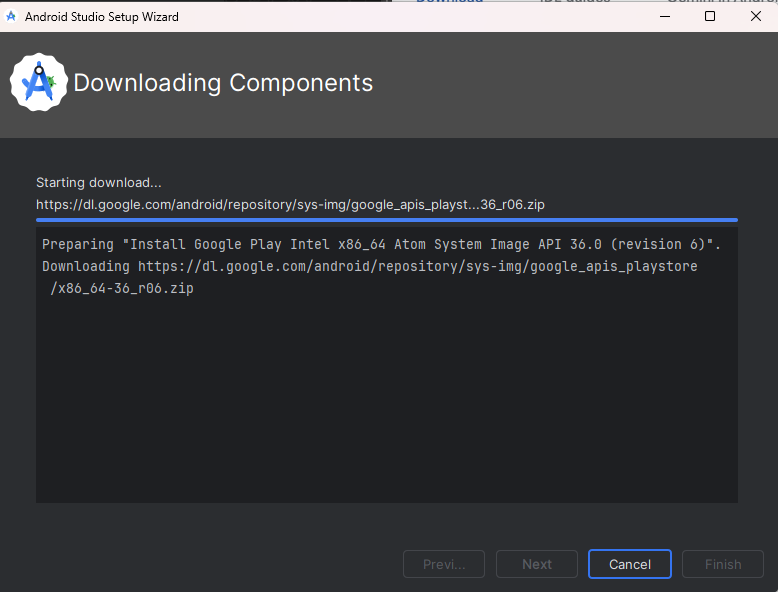 Android Studio Setup Wizard
Downloading Components
Starting download...
https://dl.google.com/android/repository/sys-img/google_apis_playst...36_r06.zip
Preparing "Install Google Play Intel x86_64 Atom System Image API 36.0 (revision 6)".
Downloading https://dl.google.com/android/repository/sys-img/google_apis_playstore
/x86_64-36_r06.zip
Previ...
Next
Cancel
Finish